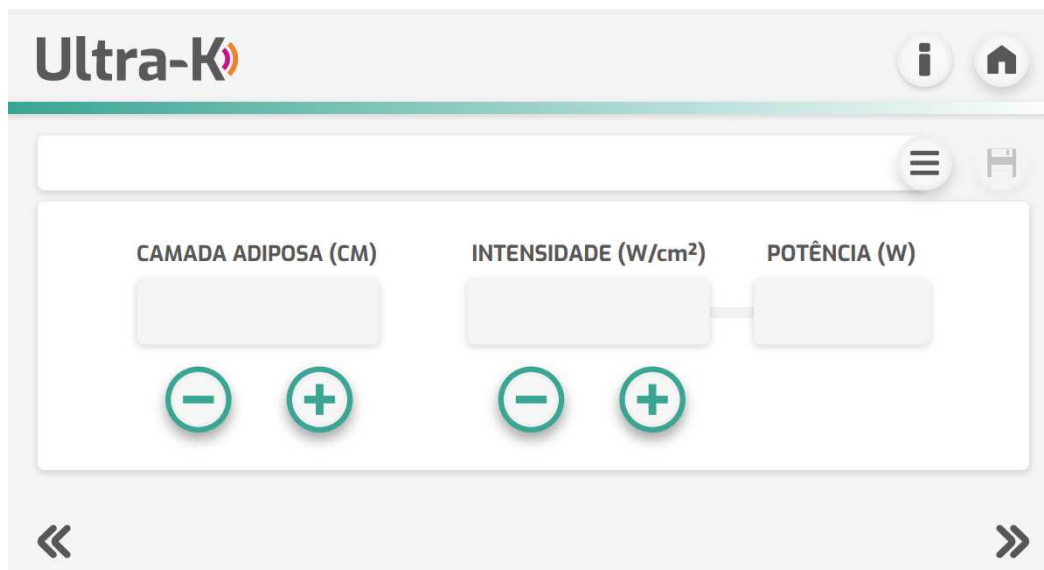 Ultra-K
CAMADA ADIPOSA (CM)
INTENSIDADE (W/cm²)
POTÊNCIA (W)